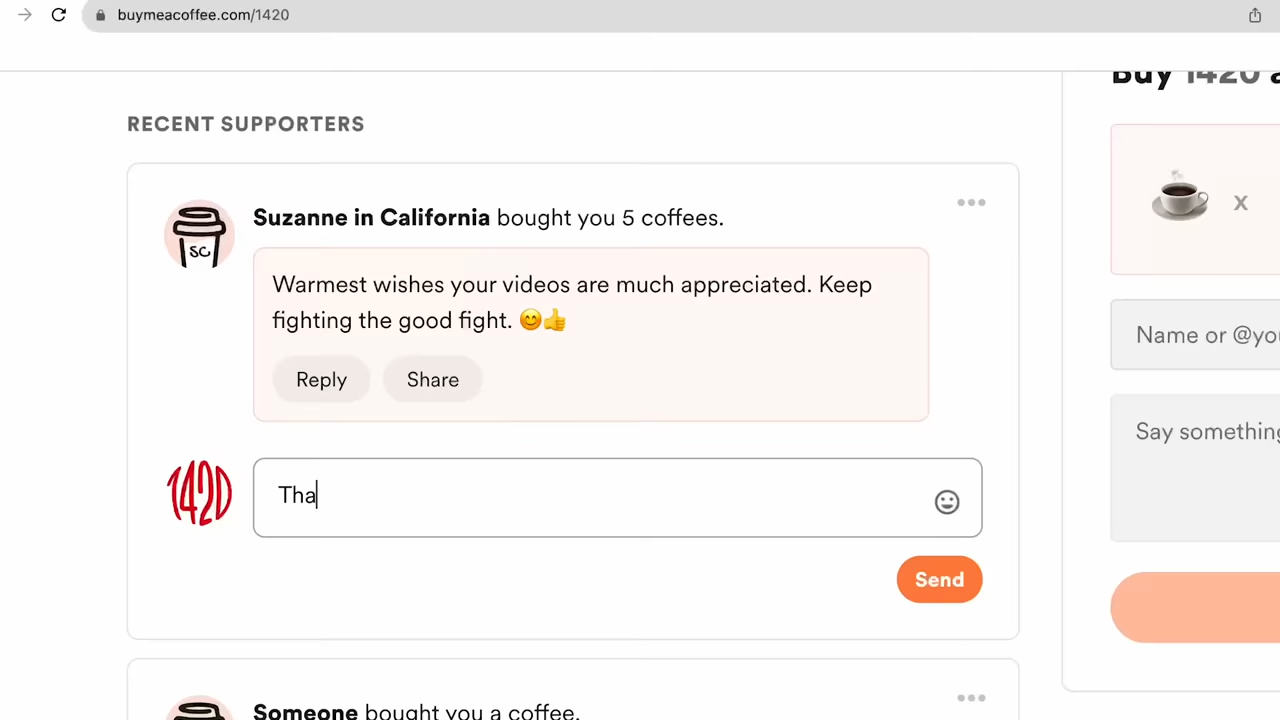 buymeacoffee.com/1420
Buy 1420 a
RECENT SUPPORTERS
Suzanne in California bought you 5 coffees.
SC
Warmest wishes your videos are much appreciated. Keep
fighting the good fight. 😊👍
Reply Share
1420
Tha
Send
Someone bought you a coffee.
x
Name or @you
Say something